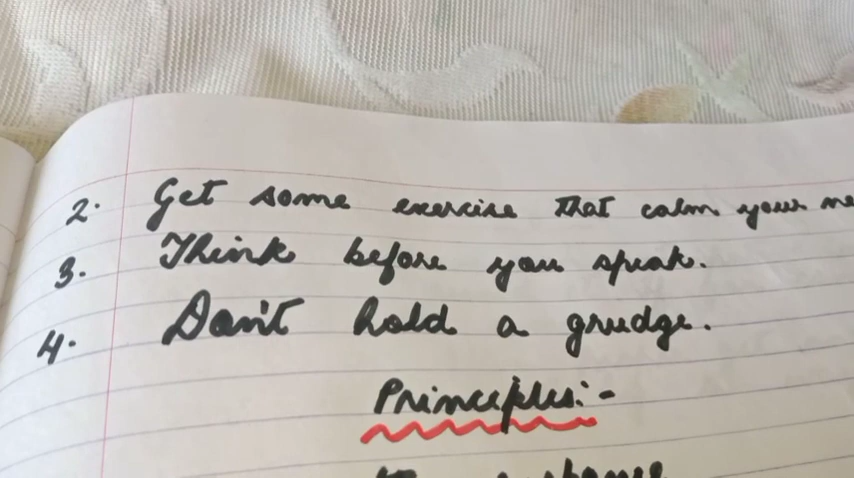 2. Get some exercise that calm your
3. Think before you speak.
4. Don't hold a grudge.
Principles:-